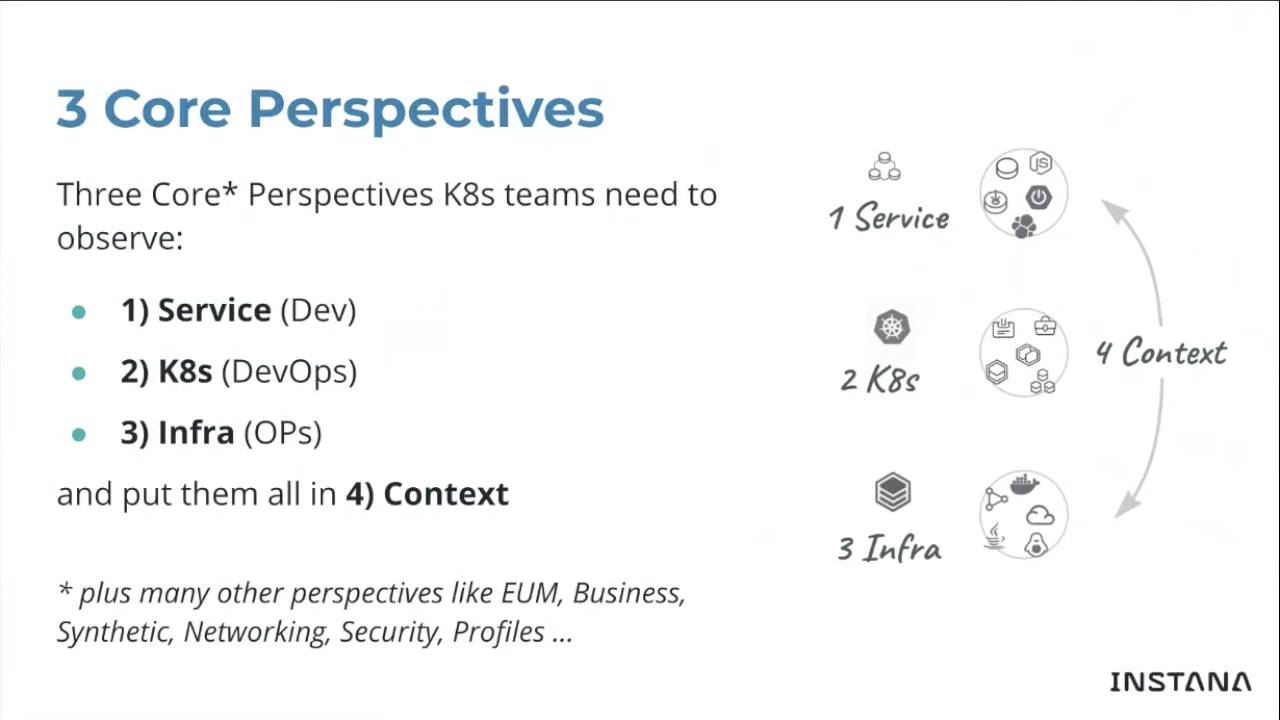 3 Core Perspectives
Three Core* Perspectives K8s teams need to
observe:
1) Service (Dev)
2) K8s (DevOps)
3) Infra (OPs)
and put them all in 4) Context
* plus many other perspectives like EUM, Business,
Synthetic, Networking, Security, Profiles ...
1 Service
JS
2 K8s
4 Context
3 Infra
INSTANA